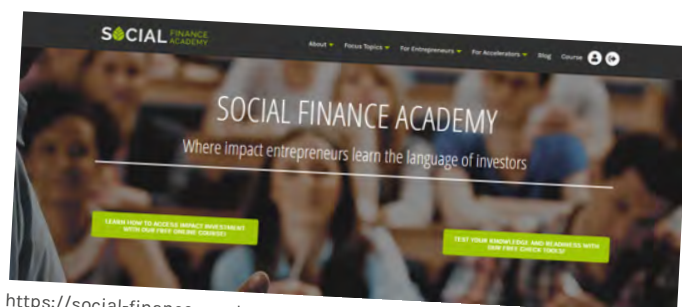 SOCIAL FINANCE ACADEMY
About Focus Topics For Entrepreneurs For Accelerators Blog Course
SOCIAL FINANCE ACADEMY
Where impact entrepreneurs learn the language of investors
LEARN HOW TO ACCESS IMPACT INVESTMENT
WITH OUR FREE ONLINE COURSE!
TEST YOUR KNOWLEDGE AND READINESS WITH
OUR FREE CHECK TOOLS!